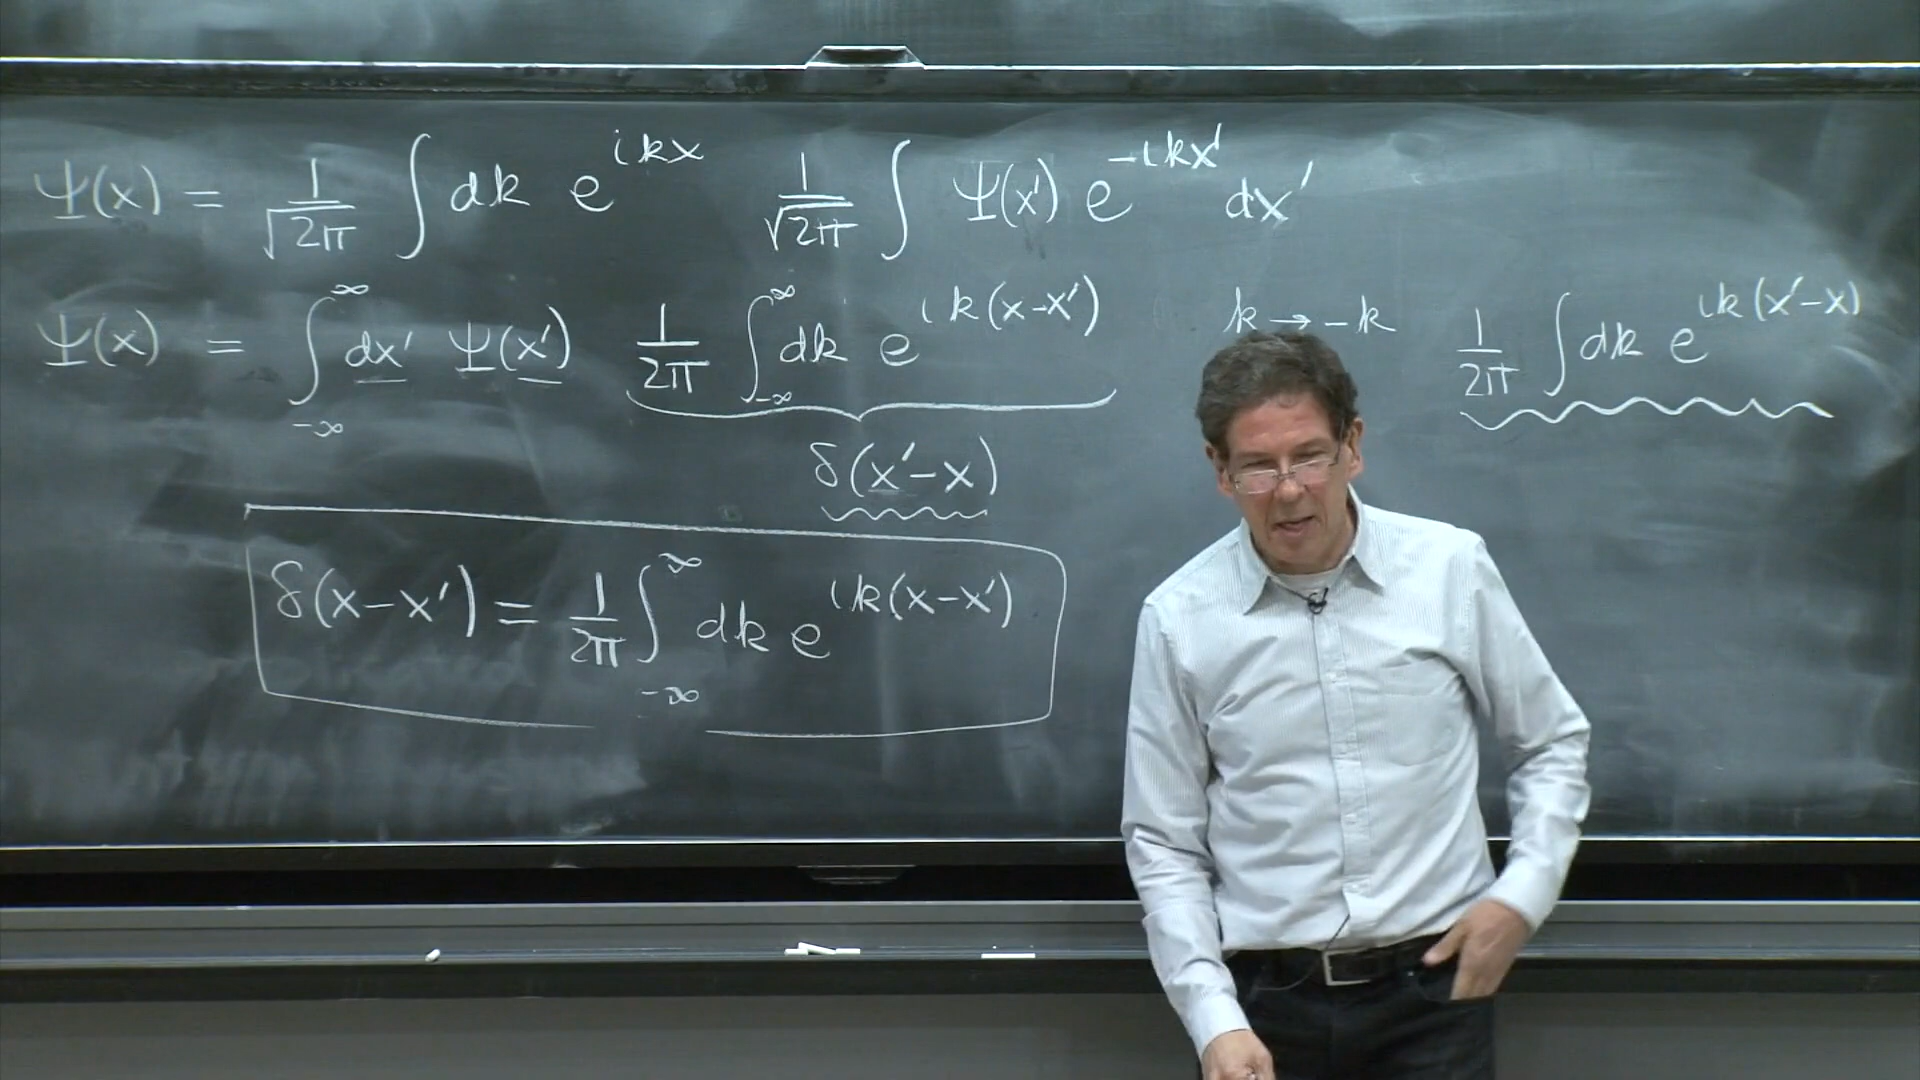 Ψ(x) = 1/√2π ∫ dk e^{ikx} 1/√2π ∫ Ψ(x') e^{-ikx'} dx'
Ψ(x) = ∫_{-∞}^{∞} dx' Ψ(x') 1/2π ∫_{-∞}^{∞} dk e^{ik(x-x')} k → -k 1/2π ∫ dk e^{ik(x'-x)}
δ(x'-x)
δ(x-x') = 1/2π ∫_{-∞}^{∞} dk e^{ik(x-x')}